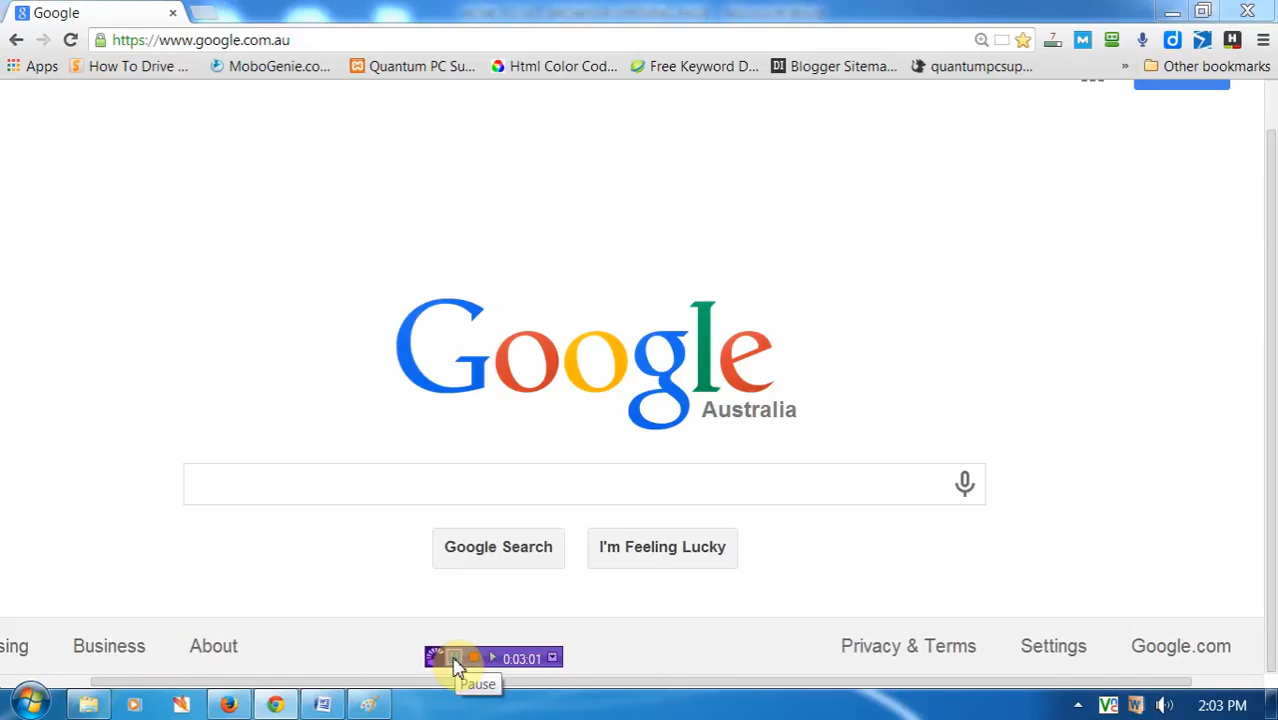 Google
https://www.google.com.au
Apps How To Drive ... MoboGenie.co... Quantum PC Su... Html Color Cod... Free Keyword D... DI Blogger Sitema... quantumpcsup... » Other bookmarks
Google
Australia
Google Search I'm Feeling Lucky
sing Business About Privacy & Terms Settings Google.com
0:03:01
Pause
2:03 PM